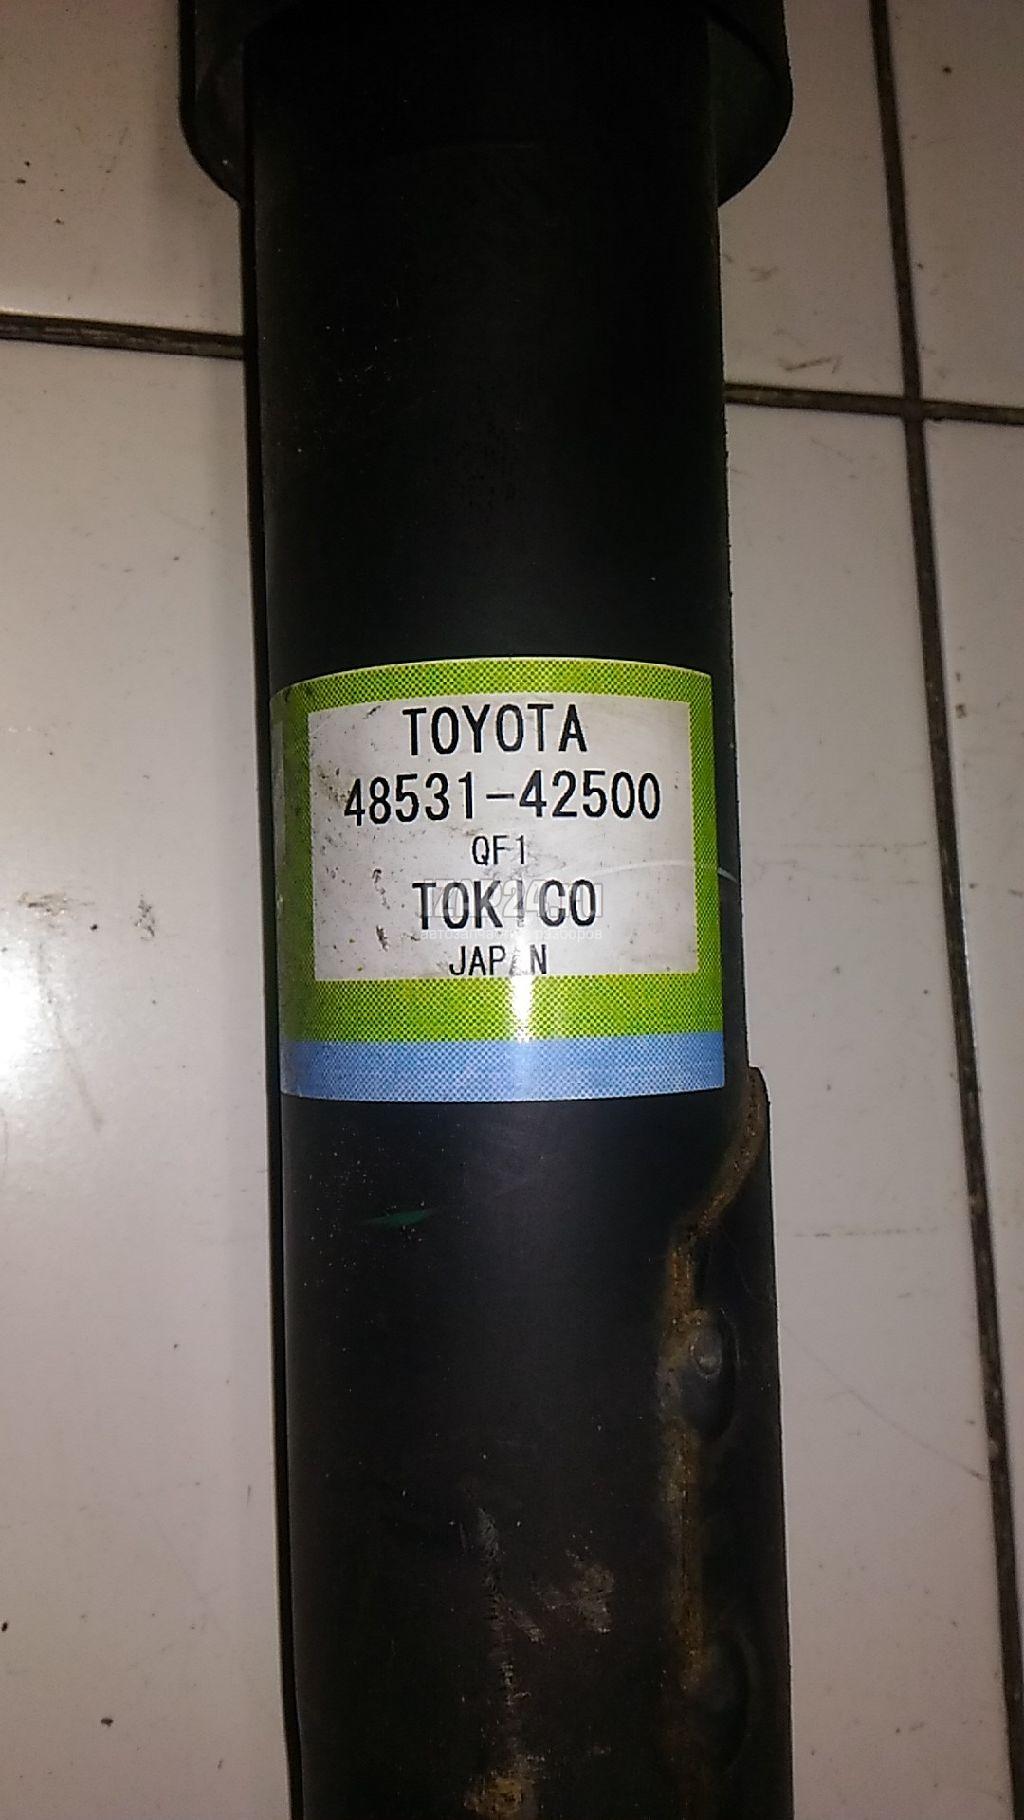 TOYOTA
48531-42500
QF1
TOKICO
JAPAN